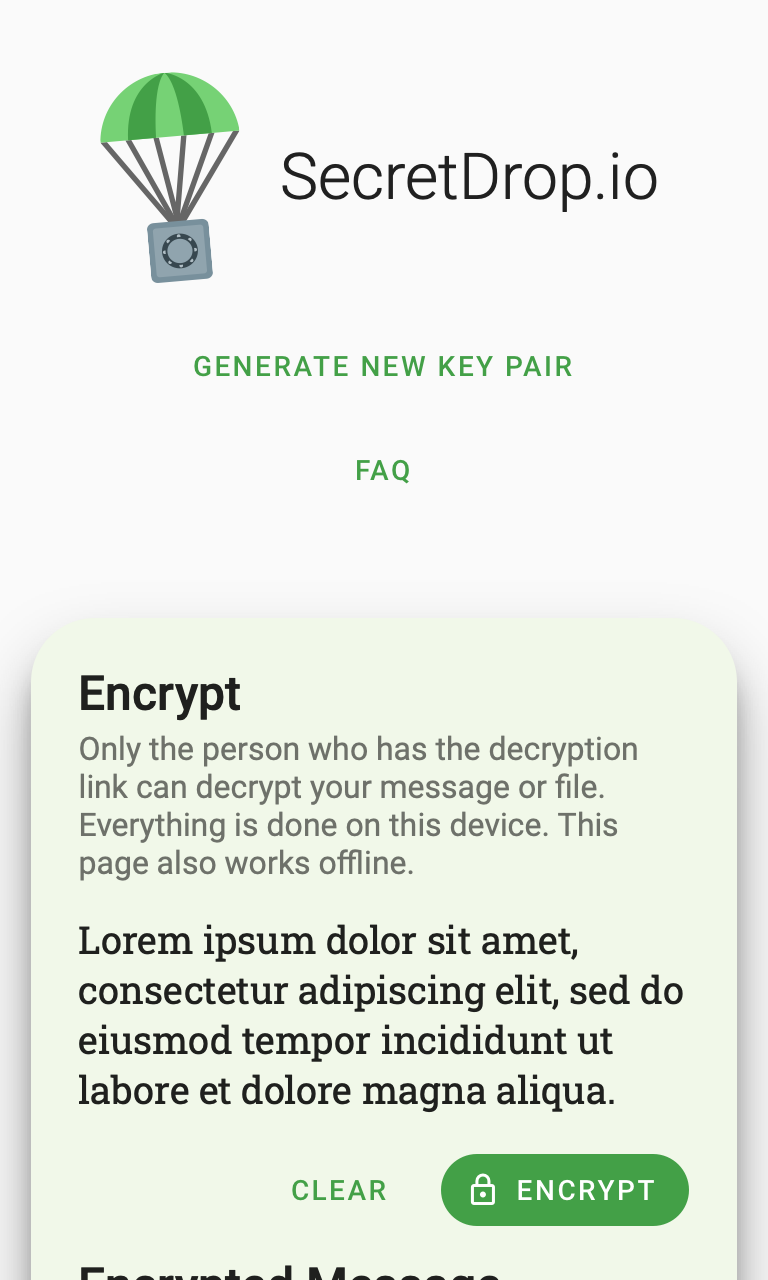 SecretDrop.io
GENERATE NEW KEY PAIR
FAQ
Encrypt
Only the person who has the decryption
link can decrypt your message or file.
Everything is done on this device. This
page also works offline.
Lorem ipsum dolor sit amet,
consectetur adipiscing elit, sed do
eiusmod tempor incididunt ut
labore et dolore magna aliqua.
CLEAR
ENCRYPT
Encrypted Message